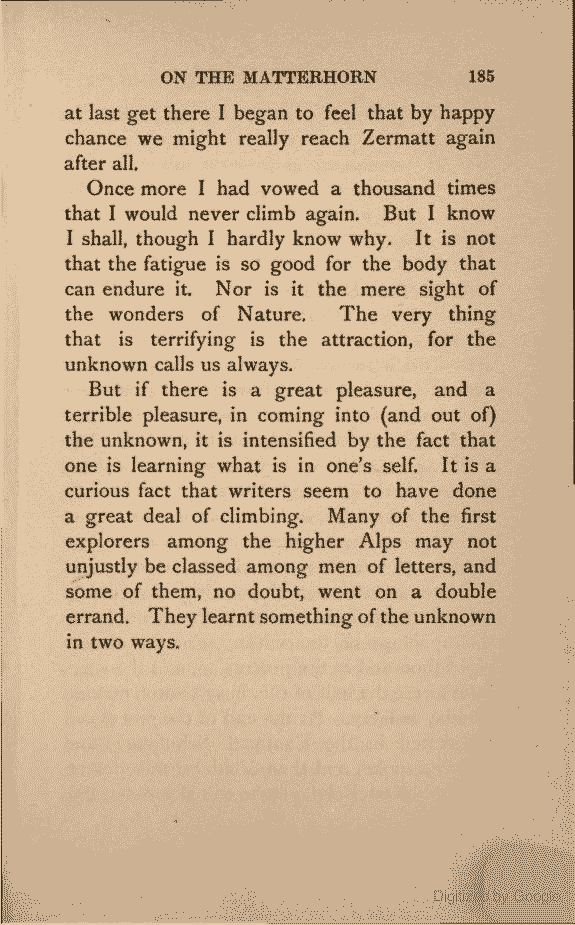 ON THE MATTERHORN 185
at last get there I began to feel that by happy
chance we might really reach Zermatt again
after all.
Once more I had vowed a thousand times
that I would never climb again. But I know
I shall, though I hardly know why. It is not
that the fatigue is so good for the body that
can endure it. Nor is it the mere sight of
the wonders of Nature. The very thing
that is terrifying is the attraction, for the
unknown calls us always.
But if there is a great pleasure, and a
terrible pleasure, in coming into (and out of)
the unknown, it is intensified by the fact that
one is learning what is in one's self. It is a
curious fact that writers seem to have done
a great deal of climbing. Many of the first
explorers among the higher Alps may not
unjustly be classed among men of letters, and
some of them, no doubt, went on a double
errand. They learnt something of the unknown
in two ways.
Digitized by Google